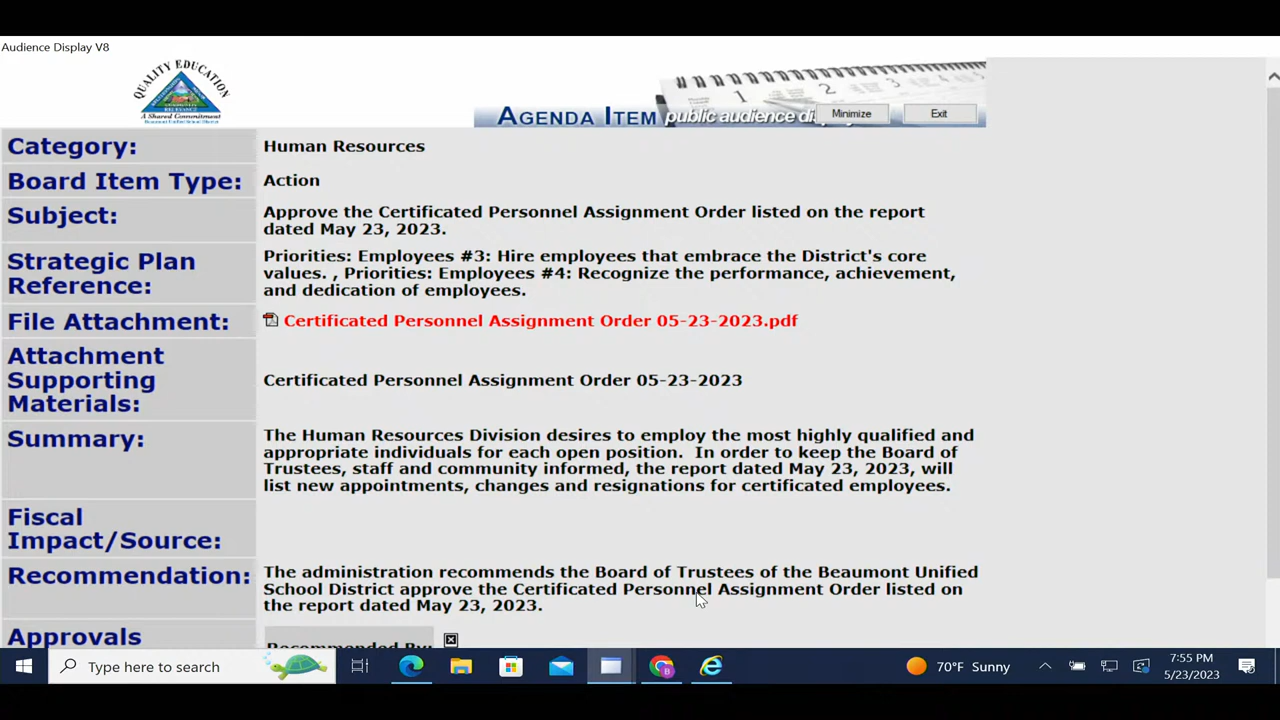 Audience Display V8
QUALITY EDUCATION
A Shared Commitment
Beaumont Unified School District
AGENDA ITEM public audience
1 2 3
Minimize
Exit
Category:
Human Resources
Board Item Type:
Action
Subject:
Approve the Certificated Personnel Assignment Order listed on the report
dated May 23, 2023.
Strategic Plan
Reference:
Priorities: Employees #3: Hire employees that embrace the District's core
values. , Priorities: Employees #4: Recognize the performance, achievement,
and dedication of employees.
File Attachment:
Certificated Personnel Assignment Order 05-23-2023.pdf
Attachment
Supporting
Materials:
Certificated Personnel Assignment Order 05-23-2023
Summary:
The Human Resources Division desires to employ the most highly qualified and
appropriate individuals for each open position. In order to keep the Board of
Trustees, staff and community informed, the report dated May 23, 2023, will
list new appointments, changes and resignations for certificated employees.
Fiscal
Impact/Source:
Recommendation:
The administration recommends the Board of Trustees of the Beaumont Unified
School District approve the Certificated Personnel Assignment Order listed on
the report dated May 23, 2023.
Approvals
Recommended By:
Type here to search
70°F Sunny
7:55 PM
5/23/2023